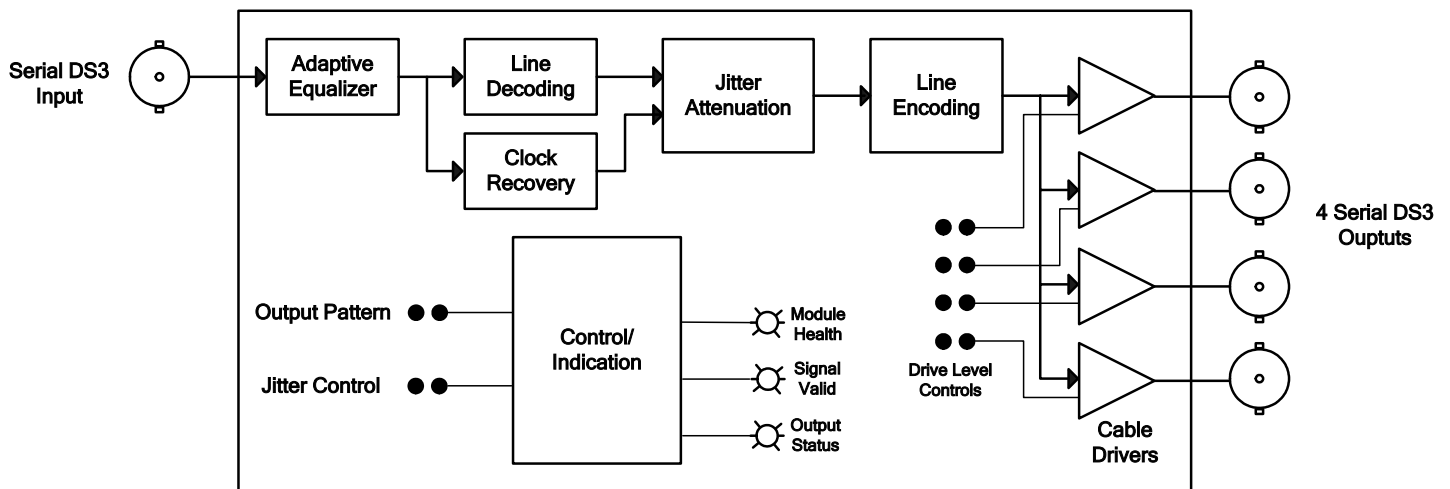 Serial DS3
Input
Adaptive
Equalizer
Line
Decoding
Clock
Recovery
Jitter
Attenuation
Line
Encoding
4 Serial DS3
Ouptuts
Output Pattern
Jitter Control
Control/
Indication
Module
Health
Signal
Valid
Output
Status
Drive Level
Controls
Cable
Drivers